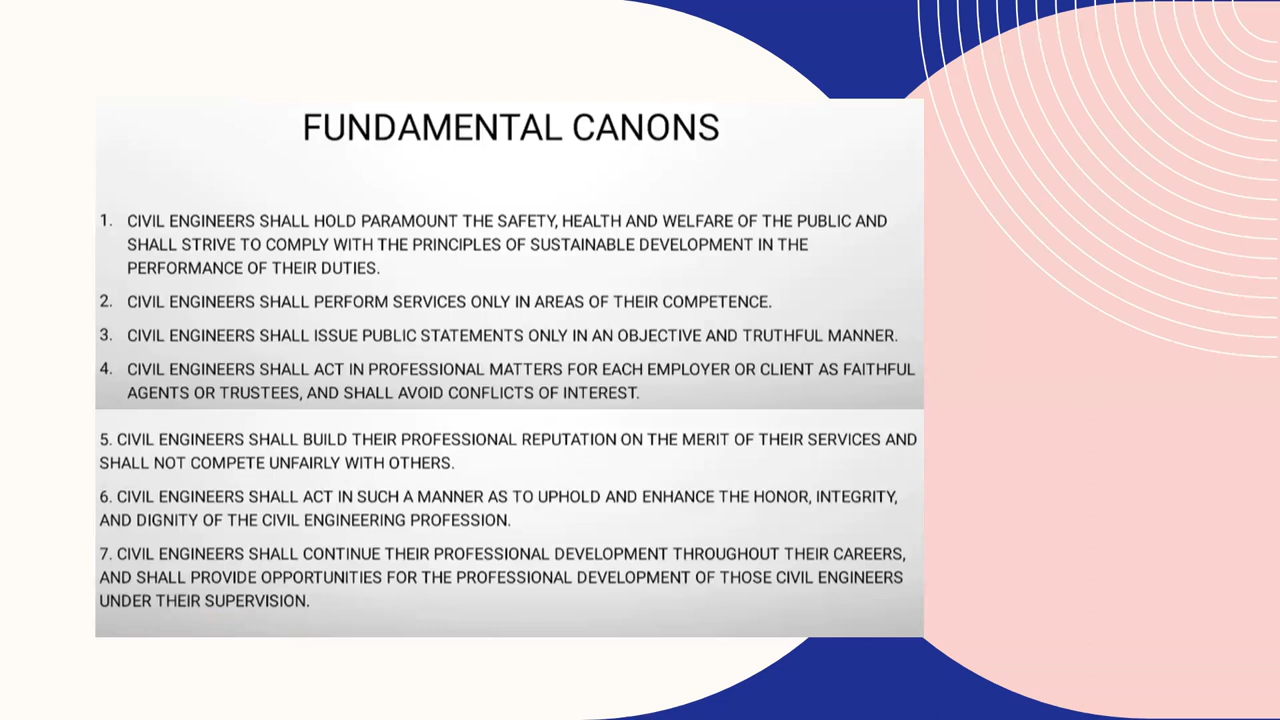 FUNDAMENTAL CANONS
1. CIVIL ENGINEERS SHALL HOLD PARAMOUNT THE SAFETY, HEALTH AND WELFARE OF THE PUBLIC AND
SHALL STRIVE TO COMPLY WITH THE PRINCIPLES OF SUSTAINABLE DEVELOPMENT IN THE
PERFORMANCE OF THEIR DUTIES.
2. CIVIL ENGINEERS SHALL PERFORM SERVICES ONLY IN AREAS OF THEIR COMPETENCE.
3. CIVIL ENGINEERS SHALL ISSUE PUBLIC STATEMENTS ONLY IN AN OBJECTIVE AND TRUTHFUL MANNER.
4. CIVIL ENGINEERS SHALL ACT IN PROFESSIONAL MATTERS FOR EACH EMPLOYER OR CLIENT AS FAITHFUL
AGENTS OR TRUSTEES, AND SHALL AVOID CONFLICTS OF INTEREST.
5. CIVIL ENGINEERS SHALL BUILD THEIR PROFESSIONAL REPUTATION ON THE MERIT OF THEIR SERVICES AND
SHALL NOT COMPETE UNFAIRLY WITH OTHERS.
6. CIVIL ENGINEERS SHALL ACT IN SUCH A MANNER AS TO UPHOLD AND ENHANCE THE HONOR, INTEGRITY,
AND DIGNITY OF THE CIVIL ENGINEERING PROFESSION.
7. CIVIL ENGINEERS SHALL CONTINUE THEIR PROFESSIONAL DEVELOPMENT THROUGHOUT THEIR CAREERS,
AND SHALL PROVIDE OPPORTUNITIES FOR THE PROFESSIONAL DEVELOPMENT OF THOSE CIVIL ENGINEERS
UNDER THEIR SUPERVISION.